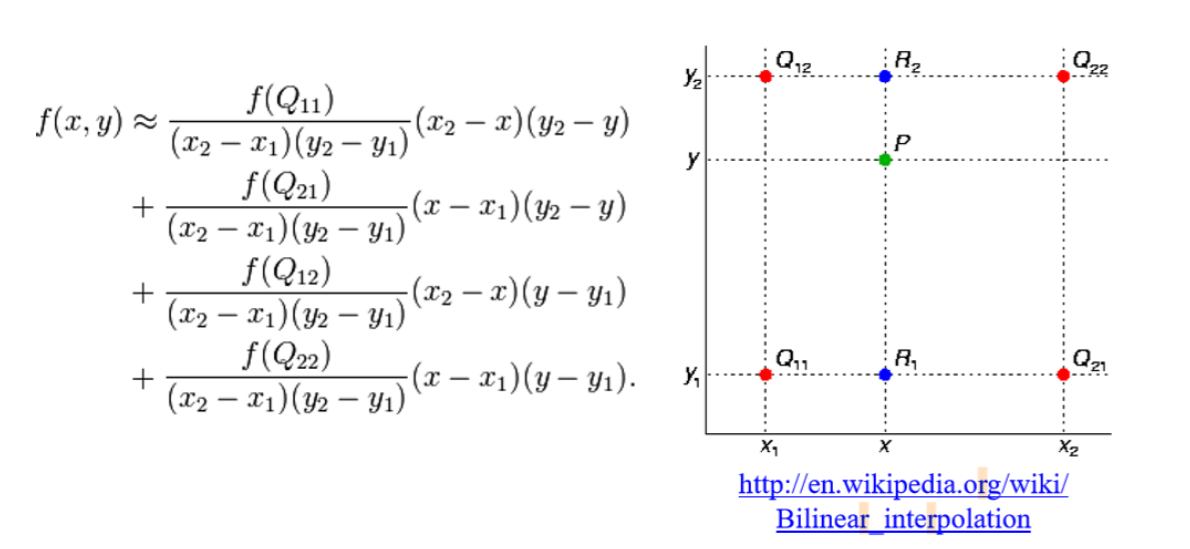 f(x, y) ≈ f(Q₁₁) / (x₂ − x₁)(y₂ − y₁) (x₂ − x)(y₂ − y)
+ f(Q₂₁) / (x₂ − x₁)(y₂ − y₁) (x − x₁)(y₂ − y)
+ f(Q₁₂) / (x₂ − x₁)(y₂ − y₁) (x₂ − x)(y − y₁)
+ f(Q₂₂) / (x₂ − x₁)(y₂ − y₁) (x − x₁)(y − y₁).
y₂ Q₁₂ R₂ Q₂₂
y P
y₁ Q₁₁ R₁ Q₂₁
x₁ x x₂
http://en.wikipedia.org/wiki/
Bilinear_interpolation